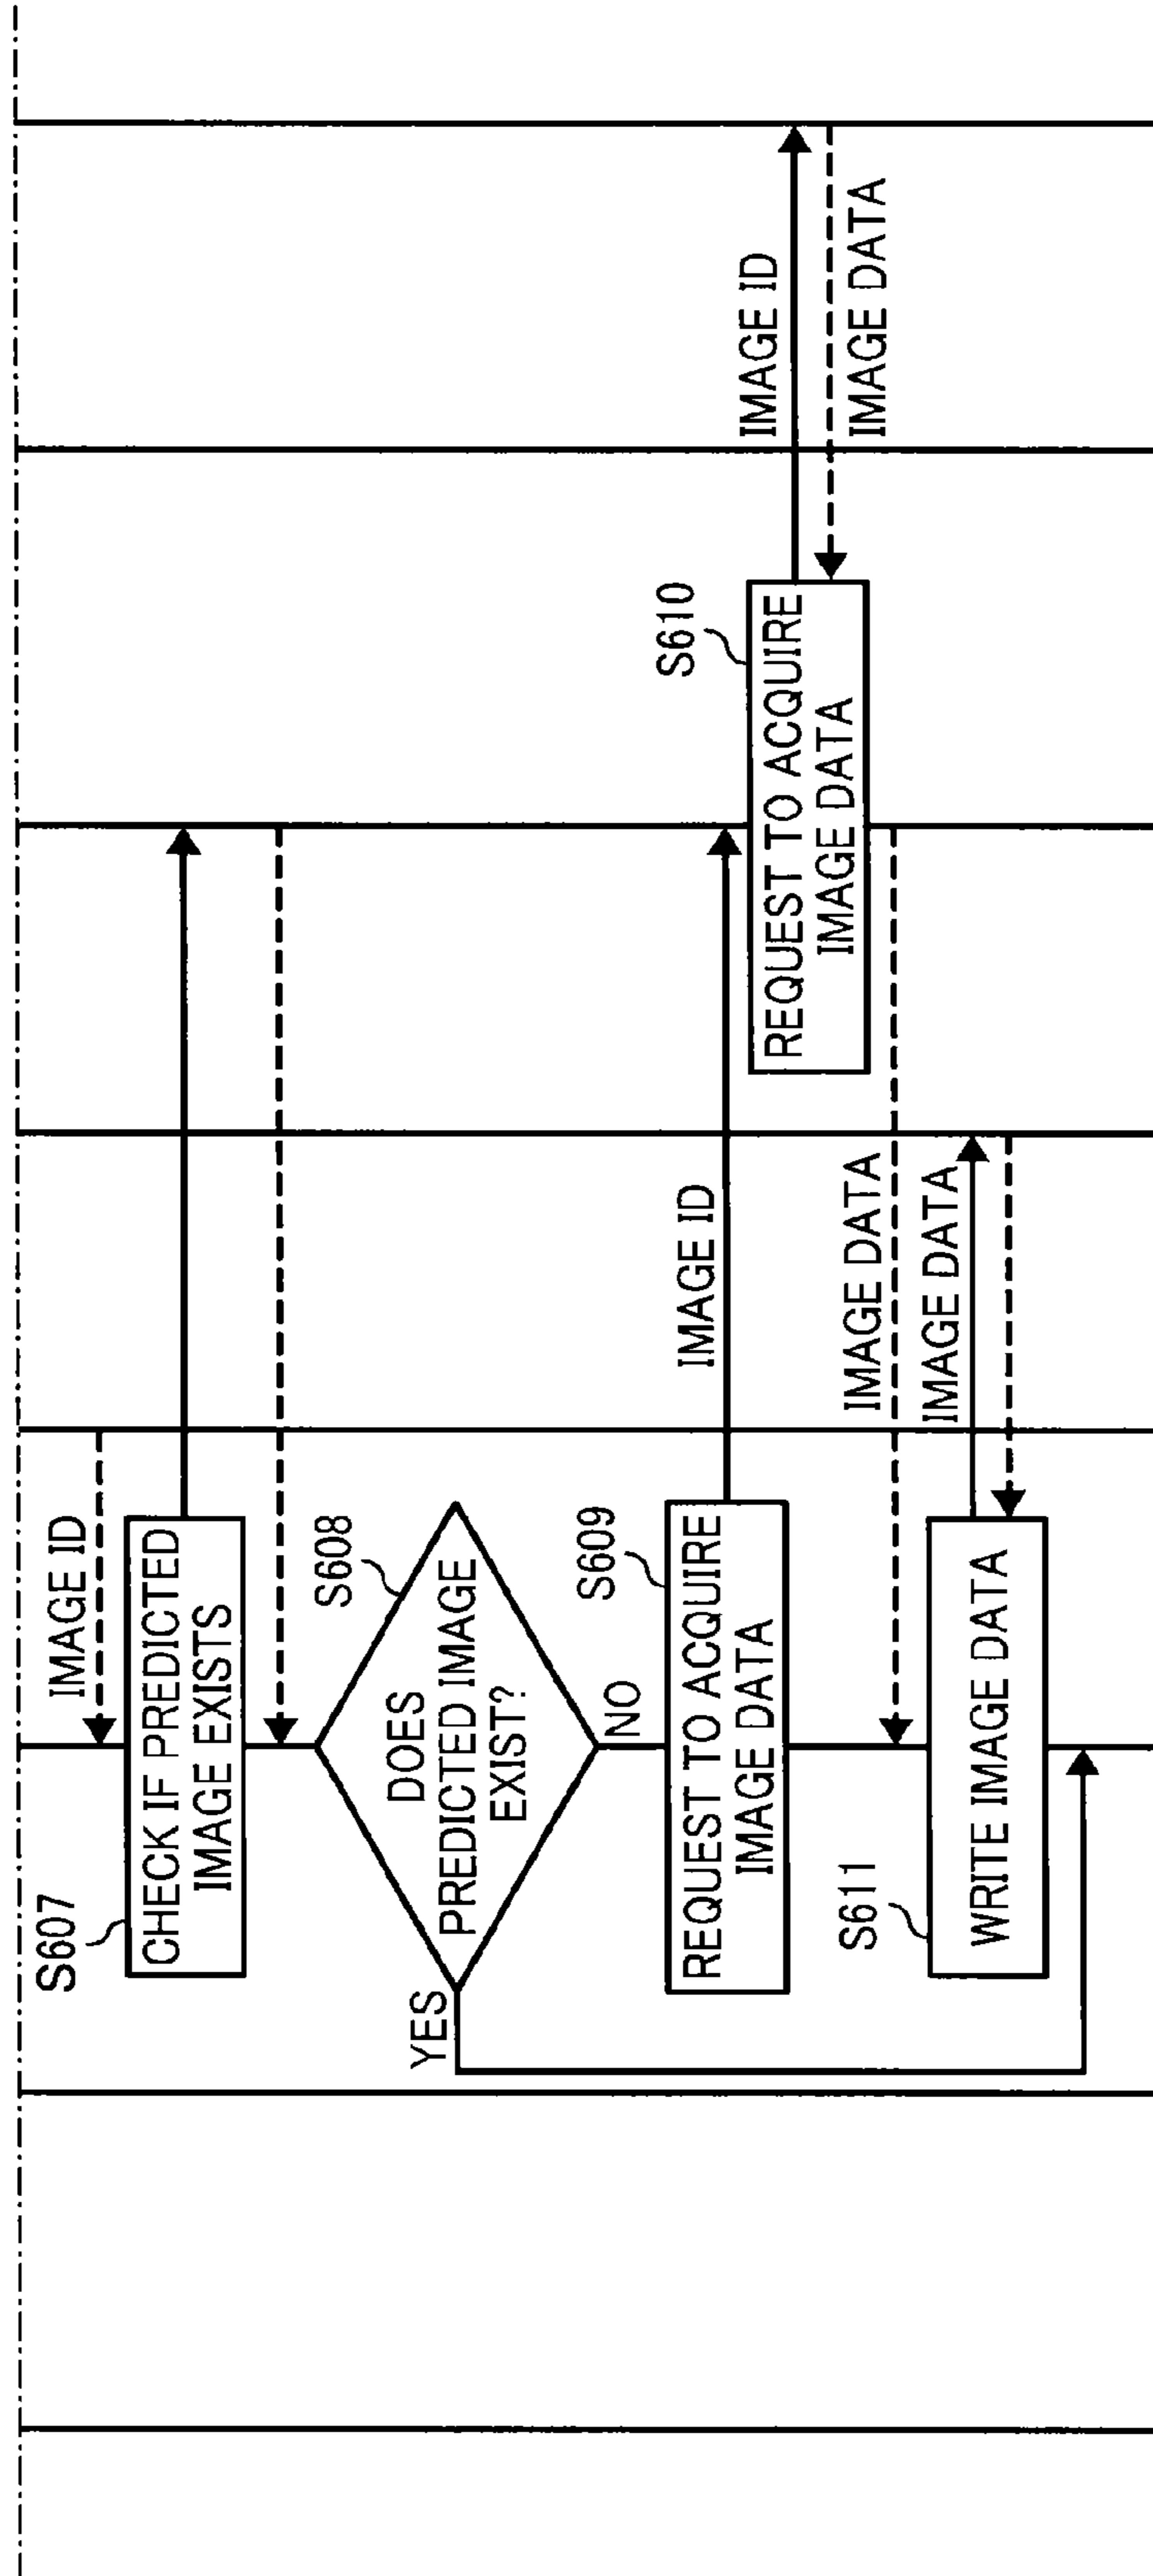 IMAGE ID
S607
CHECK IF PREDICTED
IMAGE EXISTS
S608
DOES
PREDICTED IMAGE
EXIST?
YES
NO
S609
REQUEST TO ACQUIRE
IMAGE DATA
IMAGE ID
S610
REQUEST TO ACQUIRE
IMAGE DATA
IMAGE ID
IMAGE DATA
IMAGE DATA
S611
WRITE IMAGE DATA
IMAGE DATA